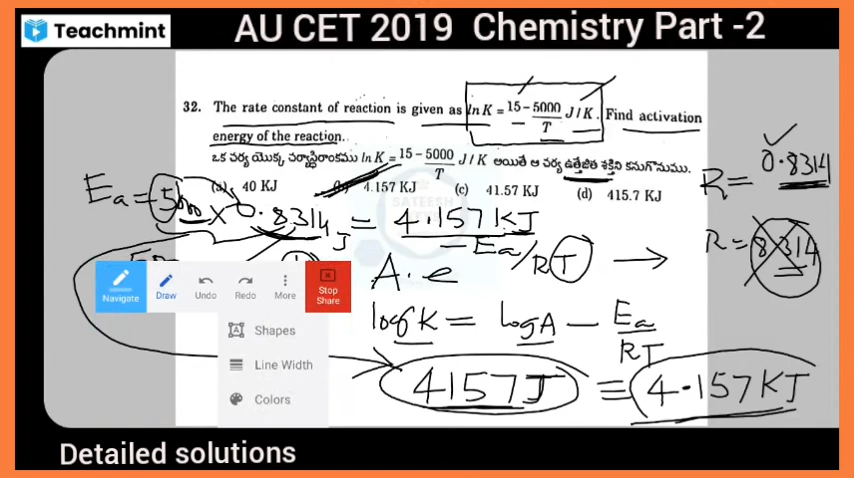 Teachmint
AU CET 2019 Chemistry Part -2
32. The rate constant of reaction is given as ln K = 15 − 5000/T J/K. Find activation
energy of the reaction.
ఒక చర్య యొక్క ln K = 15 − 5000/T J/K అయితే ఆ చర్య ఉత్తేజిత శక్తిని కనుగొనుము.
(a) 40 KJ 4.157 KJ (c) 41.57 KJ (d) 415.7 KJ
R = 0.8314
Ea = 5000 × 0.8314 J = 4.157 KJ
R = 8.314
A.e − Ea/RT
log K = log A − Ea/RT
4157 J ≡ 4.157 KJ
Navigate
Draw
Undo
Redo
More
Stop
Share
Shapes
Line Width
Colors
SATEESH
Detailed solutions